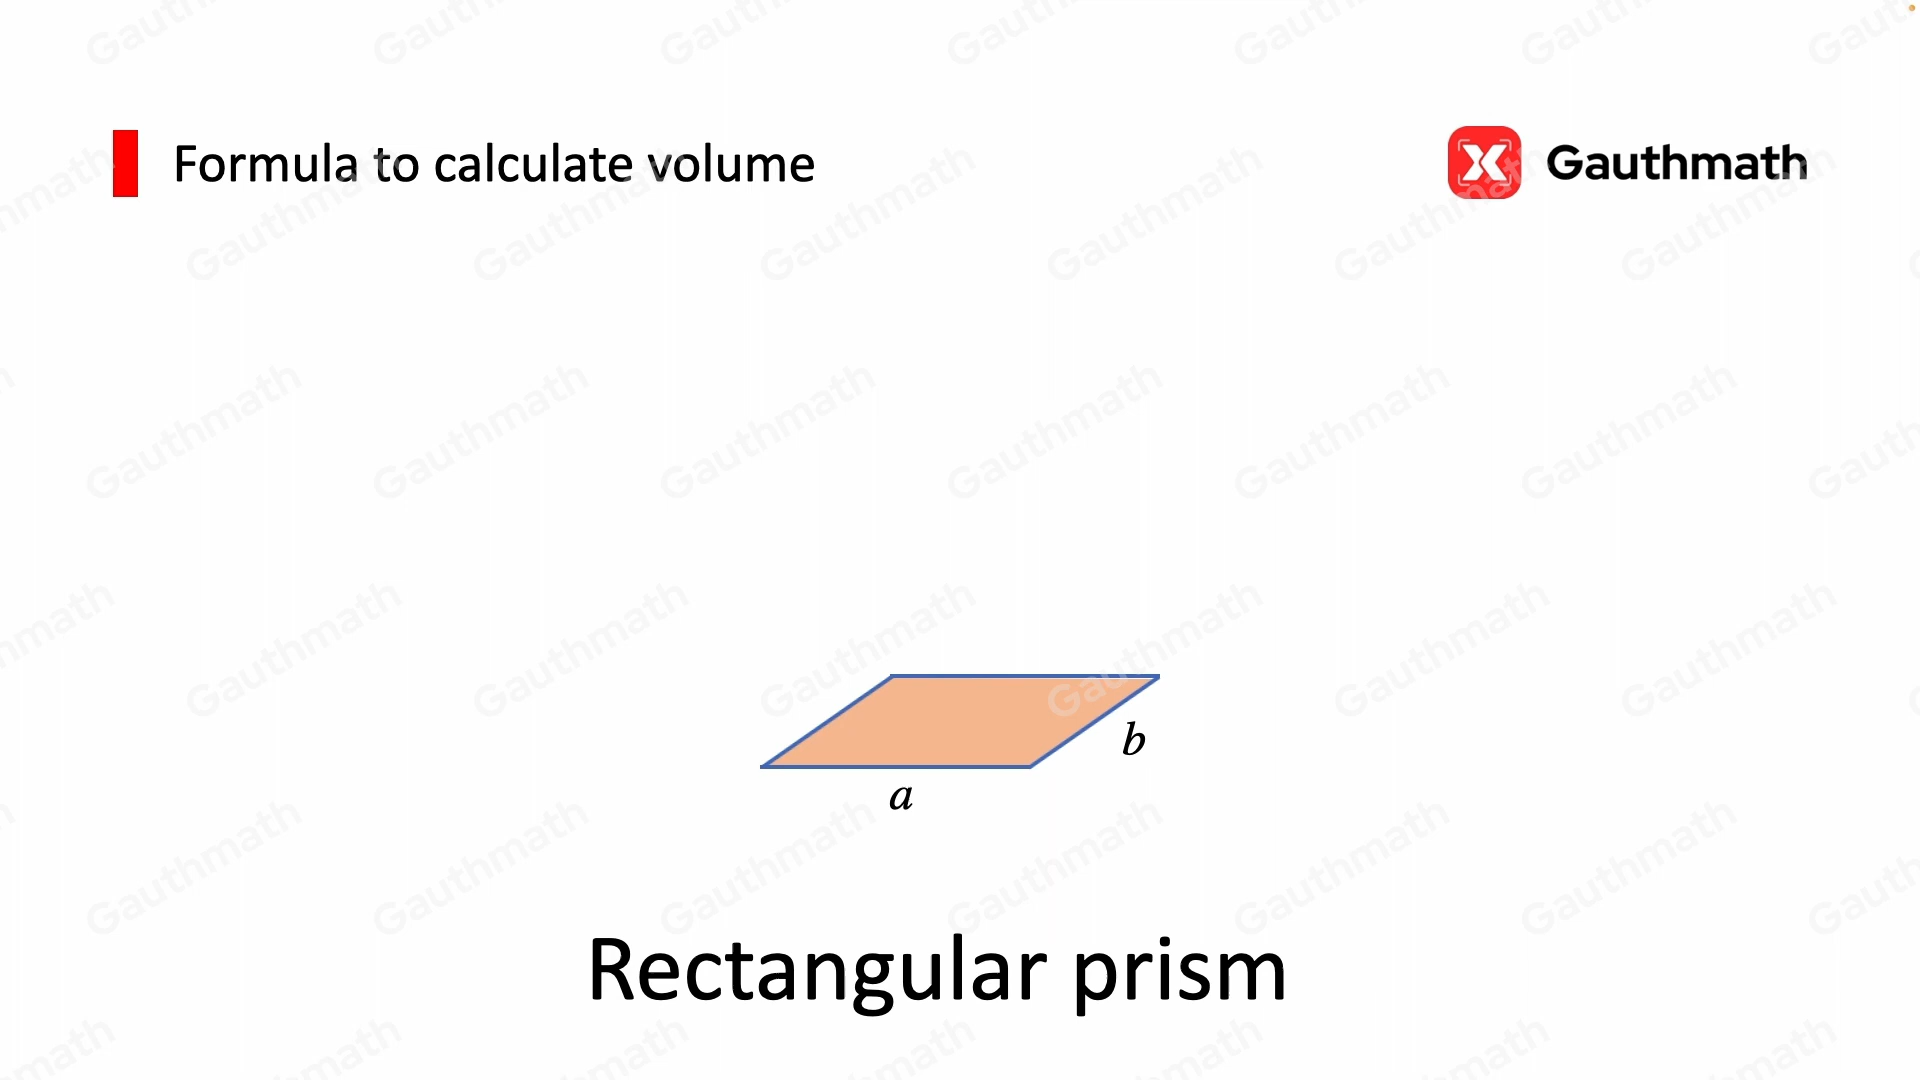 Formula to calculate volume
Gauthmath
b
a
Rectangular prism